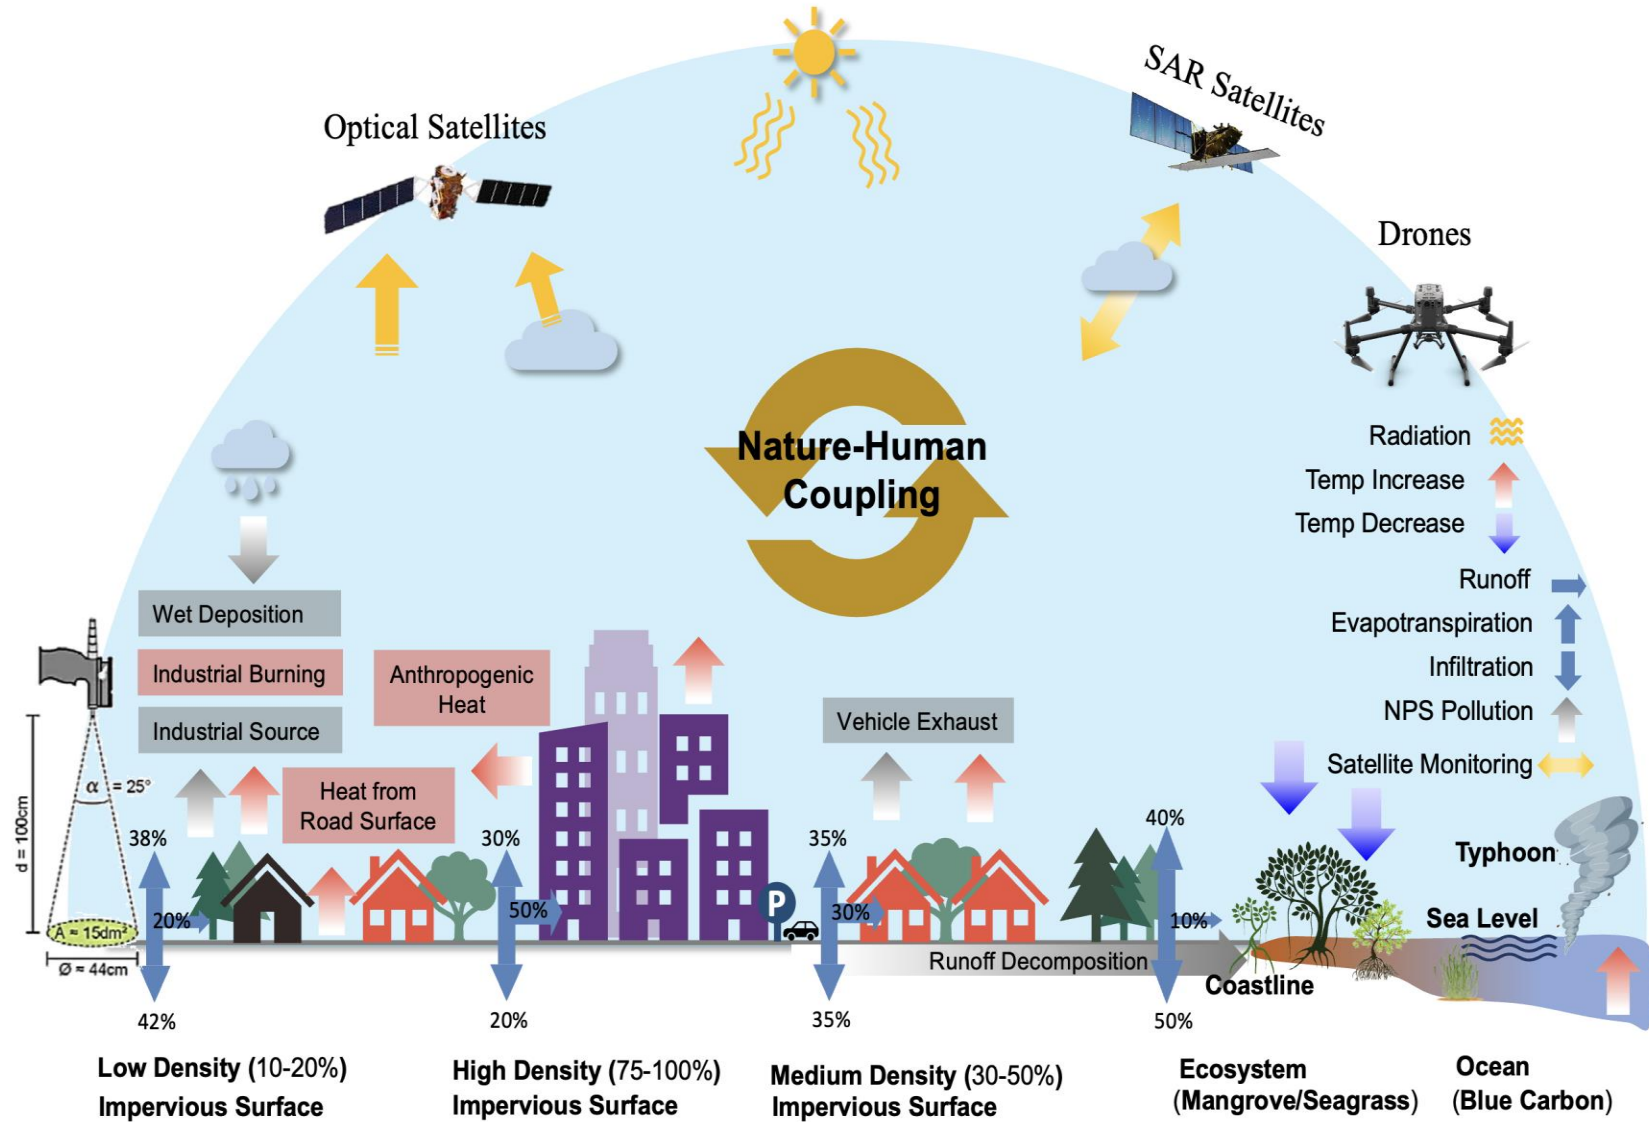 Optical Satellites
SAR Satellites
Drones
Nature-Human
Coupling
Radiation
Temp Increase
Temp Decrease
Runoff
Evapotranspiration
Infiltration
NPS Pollution
Satellite Monitoring
Wet Deposition
Industrial Burning
Industrial Source
Anthropogenic
Heat
Heat from
Road Surface
Vehicle Exhaust
d = 100cm
α = 25°
A ≈ 15dm²
Ø ≈ 44cm
38%
20%
42%
30%
50%
20%
P
35%
30%
35%
40%
10%
50%
Runoff Decomposition
Coastline
Typhoon
Sea Level
Low Density (10-20%)
Impervious Surface
High Density (75-100%)
Impervious Surface
Medium Density (30-50%)
Impervious Surface
Ecosystem
(Mangrove/Seagrass)
Ocean
(Blue Carbon)